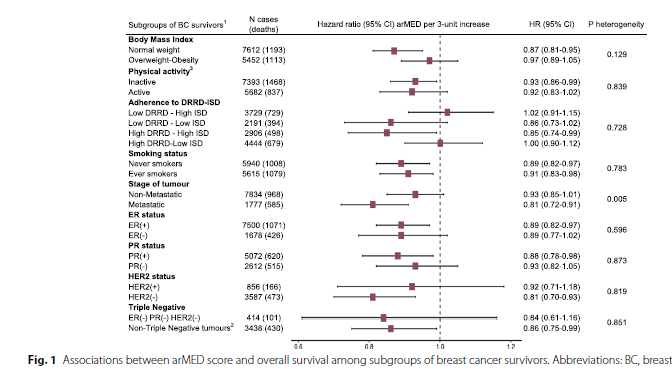 Subgroups of BC survivors1 N cases (deaths) Hazard ratio (95% CI) arMED per 3-unit increase HR (95% CI) P heterogeneity
Body Mass Index
Normal weight 7612 (1193) 0.87 (0.81-0.95)
0.129
Overweight-Obesity 5452 (1113) 0.97 (0.89-1.05)
Physical activity3
Inactive 7393 (1468) 0.93 (0.86-0.99)
0.839
Active 5682 (837) 0.92 (0.83-1.02)
Adherence to DRRD-ISD
Low DRRD - High ISD 3729 (729) 1.02 (0.91-1.15)
Low DRRD - Low ISD 2191 (394) 0.86 (0.73-1.02)
0.728
High DRRD - High ISD 2906 (498) 0.85 (0.74-0.99)
High DRRD-Low ISD 4444 (679) 1.00 (0.90-1.12)
Smoking status
Never smokers 5940 (1008) 0.89 (0.82-0.97)
0.783
Ever smokers 5615 (1079) 0.91 (0.83-0.98)
Stage of tumour
Non-Metastatic 7834 (968) 0.93 (0.85-1.01)
0.005
Metastatic 1777 (585) 0.81 (0.72-0.91)
ER status
ER(+) 7500 (1071) 0.89 (0.82-0.97)
0.596
ER(-) 1678 (426) 0.89 (0.77-1.02)
PR status
PR(+) 5072 (620) 0.88 (0.78-0.98)
0.873
PR(-) 2612 (515) 0.93 (0.82-1.05)
HER2 status
HER2(+) 856 (166) 0.92 (0.71-1.18)
0.819
HER2(-) 3587 (473) 0.81 (0.70-0.93)
Triple Negative
ER(-) PR(-) HER2(-) 414 (101) 0.84 (0.61-1.16)
0.851
Non-Triple Negative tumours2 3438 (430) 0.86 (0.75-0.99)
0.6 0.8 1.0 1.2
Fig. 1 Associations between arMED score and overall survival among subgroups of breast cancer survivors. Abbreviations: BC, breast